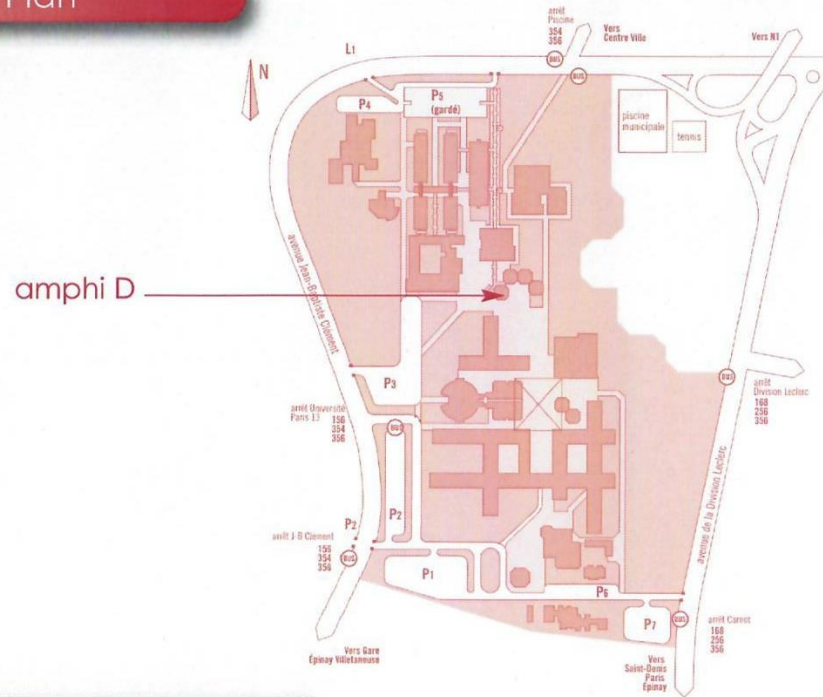 Plan
arrêt
Piscine
354
356
Vers
Centre Ville
Vers N1
L1
N
P4
P5
(gardé)
BUS
BUS
piscine
municipale
tennis
avenue Jean-Baptiste Clément
amphi D
P3
arrêt Université
Paris 13
156
354
356
BUS
BUS
arrêt
Division Leclerc
168
256
356
avenue de la Division Leclerc
P2
P2
arrêt J-B Clément
156
354
356
BUS
P1
P6
P7
BUS
arrêt Carnot
168
256
356
Vers Gare
Épinay Villetaneuse
Vers
Saint-Denis
Paris
Épinay